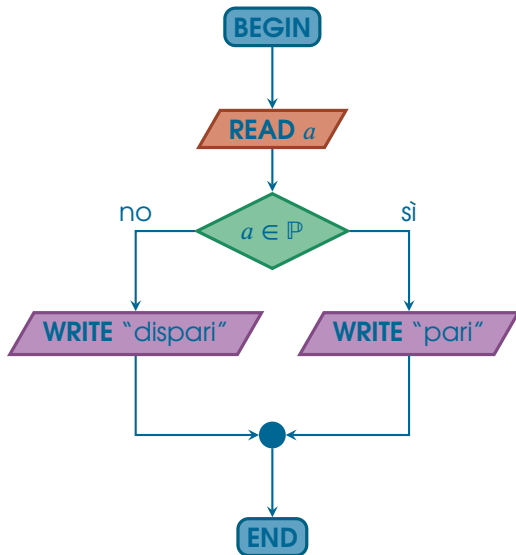 BEGIN
READ a
no
sì
a ∈ ℙ
WRITE “dispari”
WRITE “pari”
END